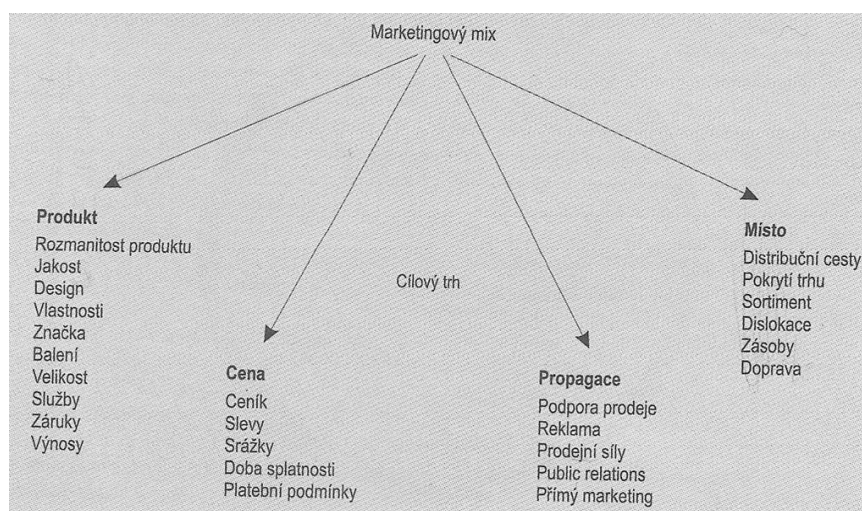 Marketingový mix
Produkt
Rozmanitost produktu
Jakost
Design
Vlastnosti
Značka
Balení
Velikost
Služby
Záruky
Výnosy
Cena
Ceník
Slevy
Srážky
Doba splatnosti
Platební podmínky
Cílový trh
Propagace
Podpora prodeje
Reklama
Prodejní síly
Public relations
Přímý marketing
Místo
Distribuční cesty
Pokrytí trhu
Sortiment
Dislokace
Zásoby
Doprava